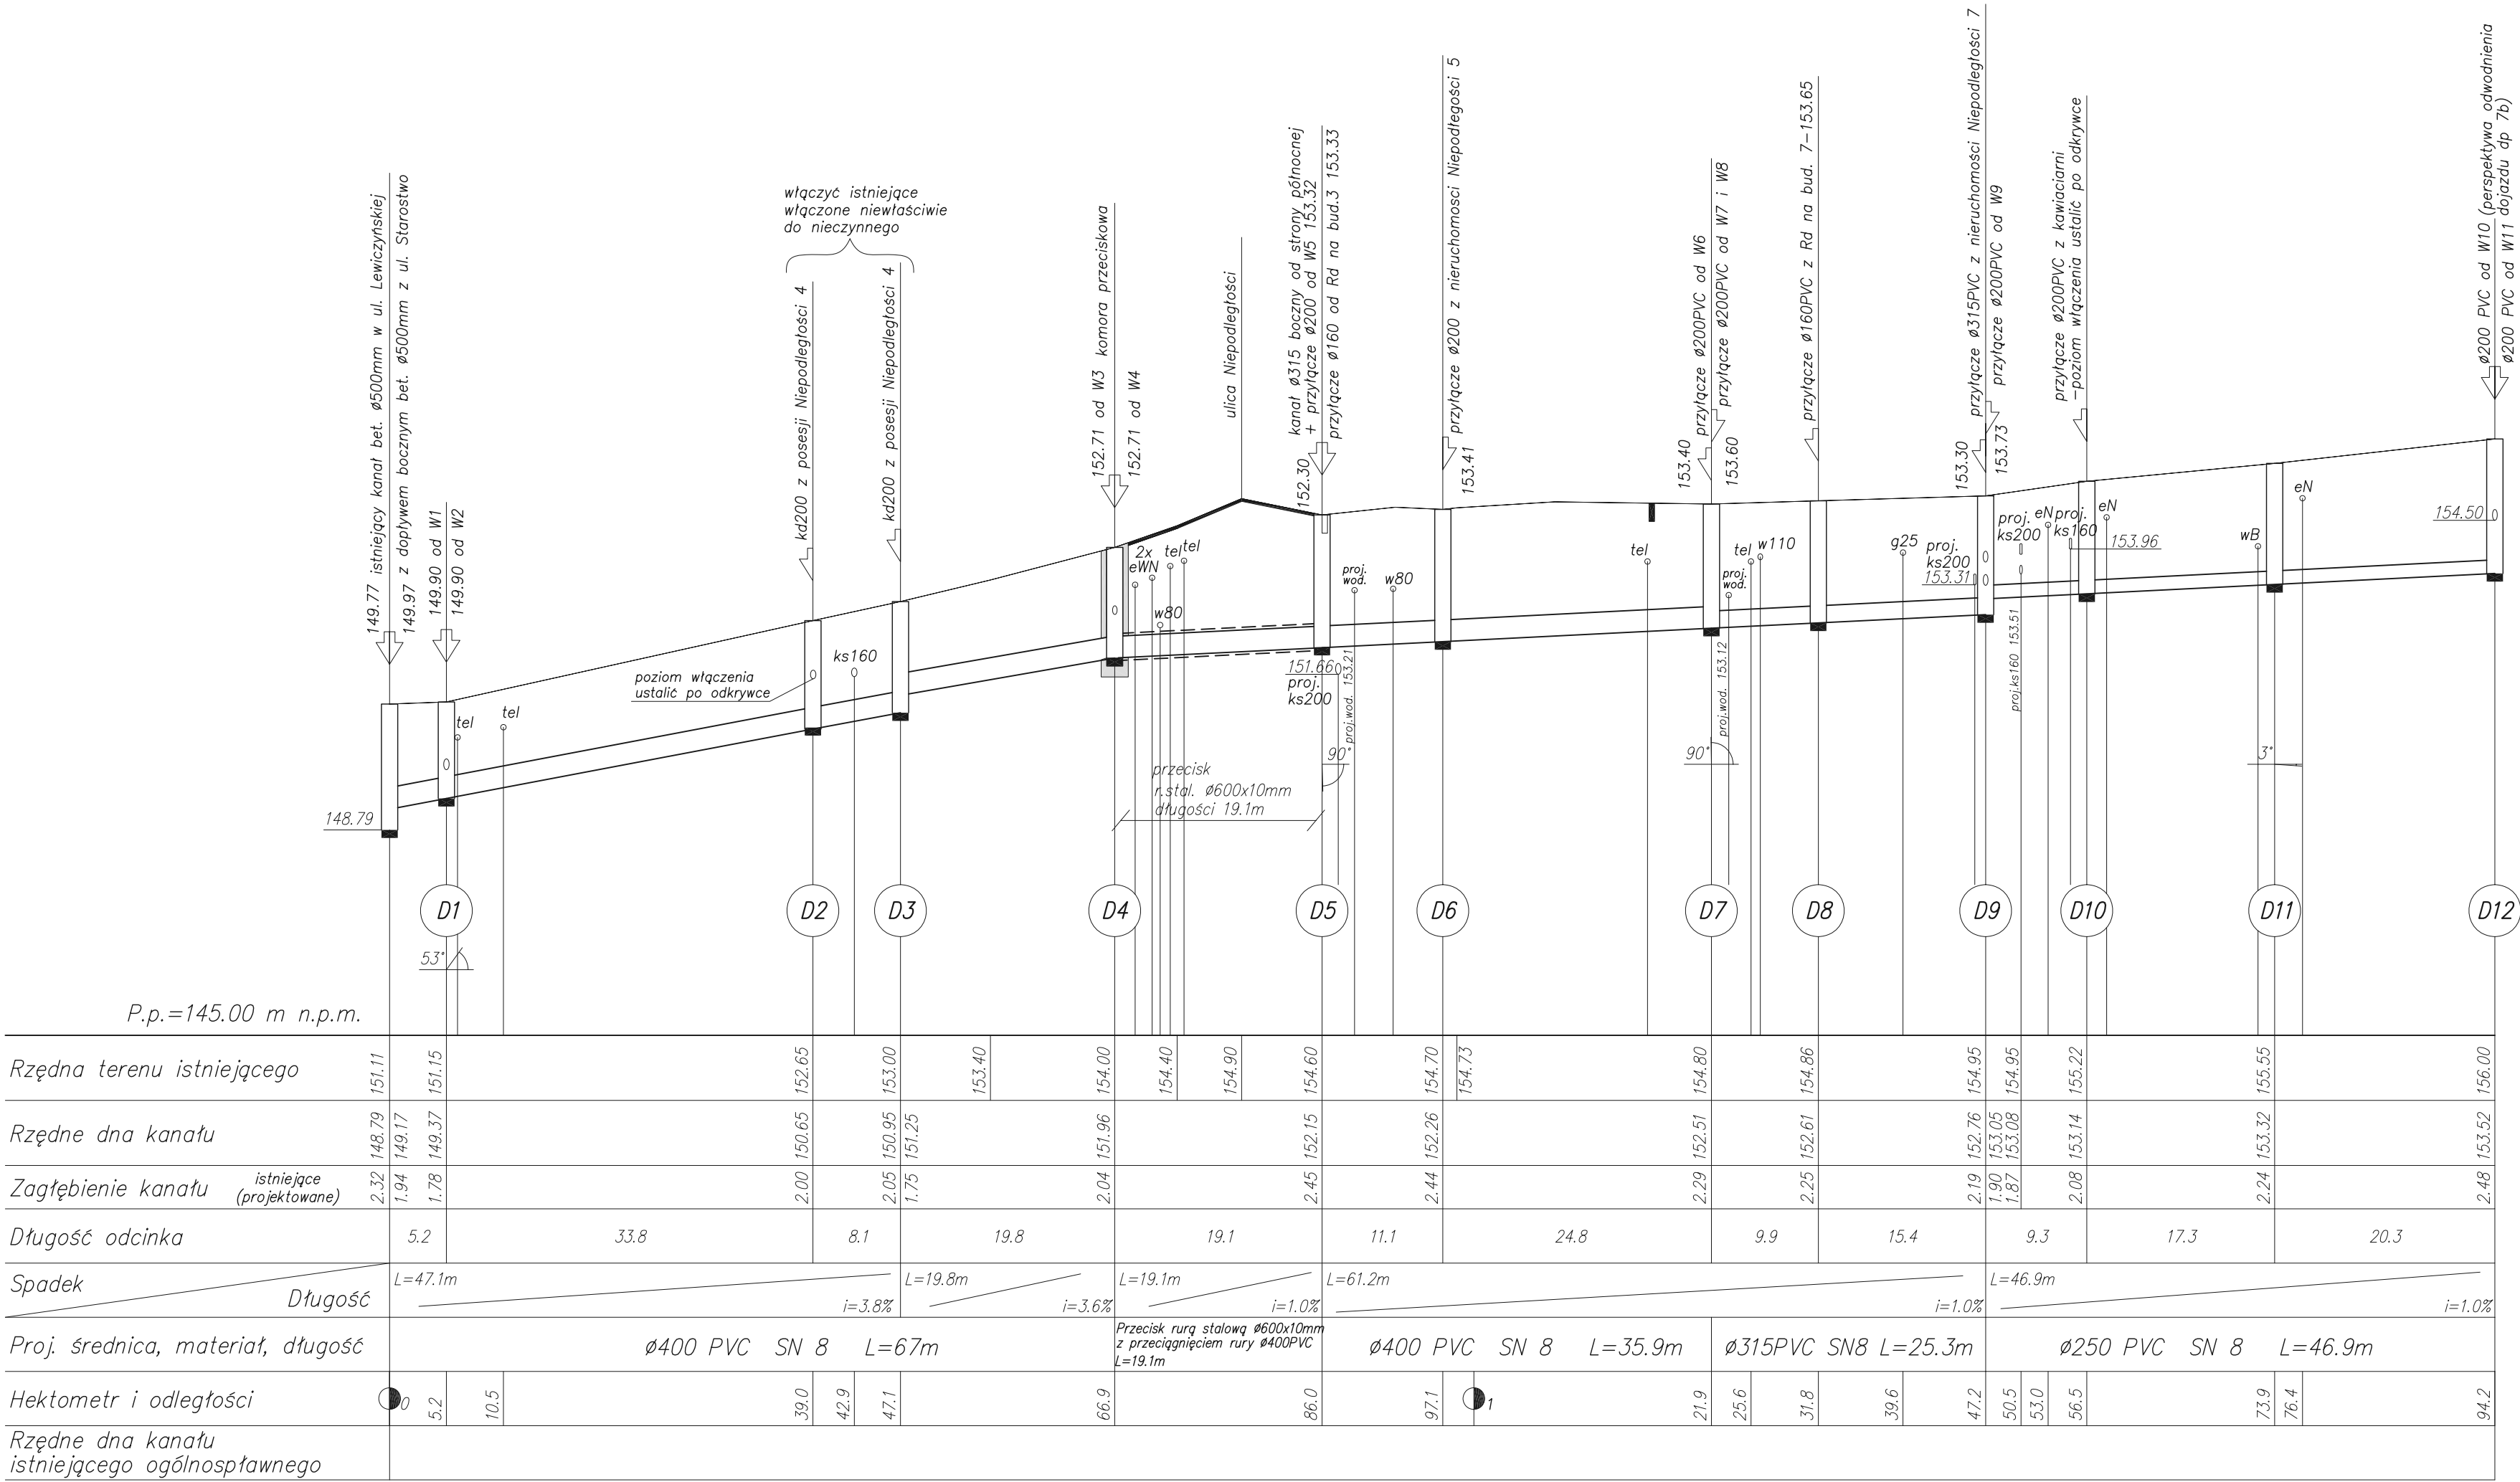 149.77 istniejący kanał bet. ø500mm w ul. Lewiczyńskiej
149.97 z dopływem bocznym bet. ø500mm z ul. Starostwo
149.90 od W1
149.90 od W2
włączyć istniejące
włączone niewłaściwie
do nieczynnego
kd200 z posesji Niepodległości 4
kd200 z posesji Niepodległości 4
152.71 od W3 komora przeciskowa
152.71 od W4
ulica Niepodległości
kanał ø315 boczny od strony północnej
+ przyłącze ø200 od W5 153.32
152.30
przyłącze ø160 od Rd na bud.3 153.33
przyłącze ø200 z nieruchomosci Niepodłegości 5
153.41
przyłącze ø200PVC od W6
153.40
przyłącze ø200PVC od W7 i W8
153.60
przyłącze ø160PVC z Rd na bud. 7-153.65
przyłącze ø315PVC z nieruchomości Niepodległości 7
153.30
przyłącze ø200PVC od W9
153.73
przyłącze ø200PVC z kawiaciarni
-poziom włączenia ustalić po odkrywce
ø200 PVC od W10 (perspektywa odwodnienia
ø200 PVC od W11 dojazdu dp 7b)
tel
tel
poziom włączenia
ustalić po odkrywce
ks160
2x
eWN
tel
tel
w80
proj.
wod.
w80
151.66
proj.
ks200
proj.wod. 153.21
tel
tel
w110
proj.
wod.
proj.wod. 153.12
g25
proj.
ks200
153.31
proj.
ks200
proj.ks160 153.51
eN
proj.
ks160
153.96
eN
wB
eN
154.50
148.79
przecisk
r.stal. ø600x10mm
długości 19.1m
90°
90°
3°
D1
D2
D3
D4
D5
D6
D7
D8
D9
D10
D11
D12
53°
P.p.=145.00 m n.p.m.
Rzędna terenu istniejącego 151.11 151.15 152.65 153.00 153.40 154.00 154.40 154.90 154.60 154.70 154.73 154.80 154.86 154.95 154.95 155.22 155.55 156.00
Rzędne dna kanału 148.79 149.17 149.37 150.65 150.95 151.25 151.96 152.15 152.26 152.51 152.61 152.76 153.05 153.08 153.14 153.32 153.52
Zagłębienie kanału istniejące
(projektowane) 2.32 1.94 1.78 2.00 2.05 1.75 2.04 2.45 2.44 2.29 2.25 2.19 1.90 1.87 2.08 2.24 2.48
Długość odcinka 5.2 33.8 8.1 19.8 19.1 11.1 24.8 9.9 15.4 9.3 17.3 20.3
Spadek L=47.1m L=19.8m L=19.1m L=61.2m L=46.9m
Długość i=3.8% i=3.6% i=1.0% i=1.0% i=1.0%
Proj. średnica, materiał, długość ø400 PVC SN 8 L=67m
Przecisk rurą stalową ø600x10mm
z przeciągnięciem rury ø400PVC
L=19.1m
ø400 PVC SN 8 L=35.9m ø315PVC SN8 L=25.3m ø250 PVC SN 8 L=46.9m
Hektometr i odległości 0 5.2 10.5 39.0 42.9 47.1 66.9 86.0 97.1 1 21.9 25.6 31.8 39.6 47.2 50.5 53.0 56.5 73.9 76.4 94.2
Rzędne dna kanału
istniejącego ogólnospławnego